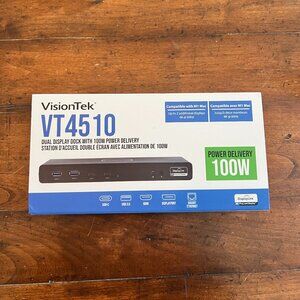 VisionTek
VT4510
DUAL DISPLAY DOCK WITH 100W POWER DELIVERY
STATION D'ACCUEIL DOUBLE ÉCRAN AVEC ALIMENTATION DE 100W
Compatible with M1 Mac
Compatible avec M1 Mac
POWER DELIVERY
100W
USB-C
USB 3.0
HDMI
DISPLAYPORT
DisplayLink